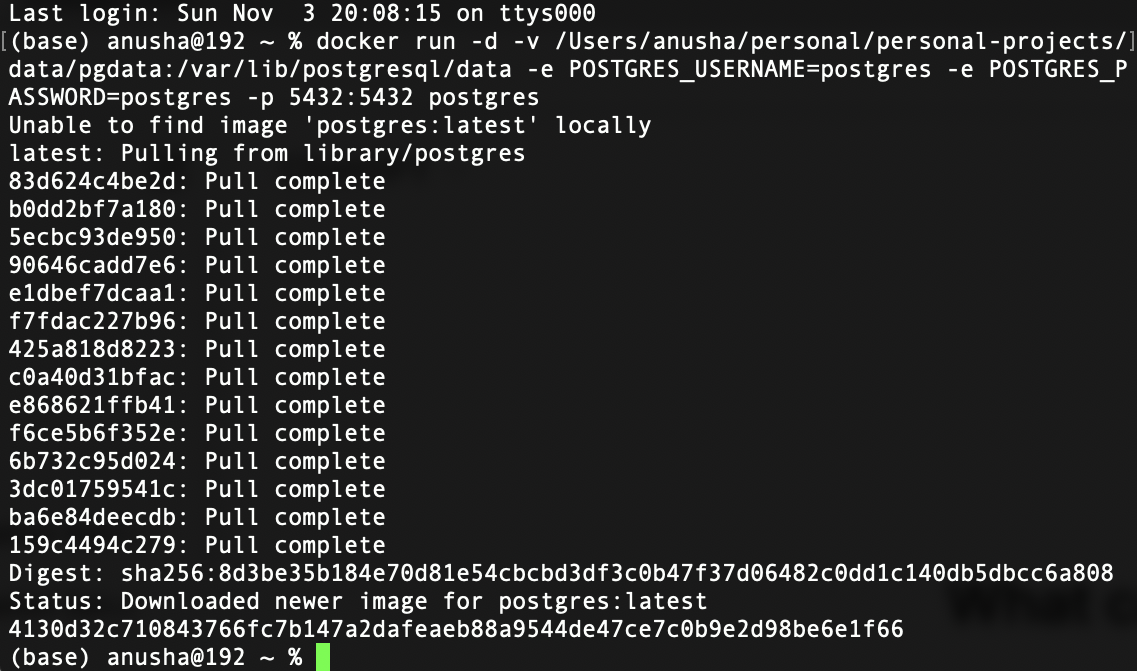 Last login: Sun Nov  3 20:08:15 on ttys000
[(base) anusha@192 ~ % docker run -d -v /Users/anusha/personal/personal-projects/]
data/pgdata:/var/lib/postgresql/data -e POSTGRES_USERNAME=postgres -e POSTGRES_P
ASSWORD=postgres -p 5432:5432 postgres
Unable to find image 'postgres:latest' locally
latest: Pulling from library/postgres
83d624c4be2d: Pull complete
b0dd2bf7a180: Pull complete
5ecbc93de950: Pull complete
90646cadd7e6: Pull complete
e1dbef7dcaa1: Pull complete
f7fdac227b96: Pull complete
425a818d8223: Pull complete
c0a40d31bfac: Pull complete
e868621ffb41: Pull complete
f6ce5b6f352e: Pull complete
6b732c95d024: Pull complete
3dc01759541c: Pull complete
ba6e84deecdb: Pull complete
159c4494c279: Pull complete
Digest: sha256:8d3be35b184e70d81e54cbcbd3df3c0b47f37d06482c0dd1c140db5dbcc6a808
Status: Downloaded newer image for postgres:latest
4130d32c710843766fc7b147a2dafeaeb88a9544de47ce7c0b9e2d98be6e1f66
(base) anusha@192 ~ %